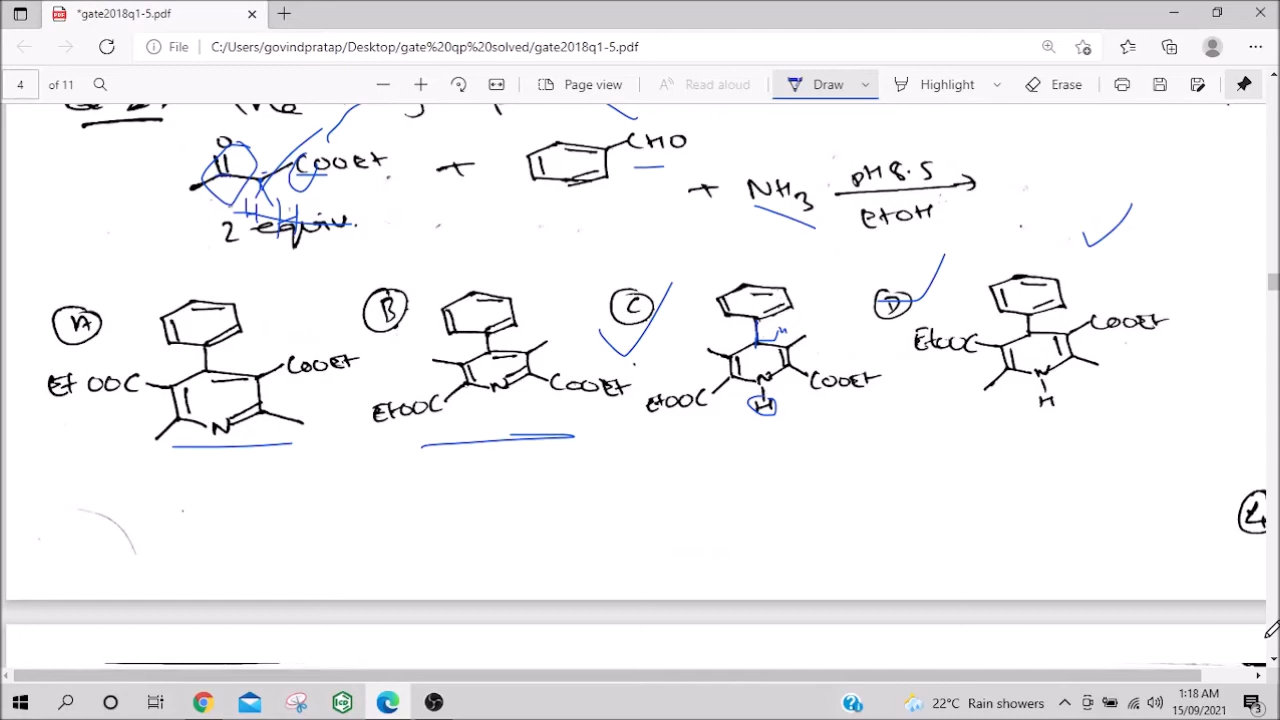 *gate2018q1-5.pdf
File C:/Users/govindpratap/Desktop/gate%20qp%20solved/gate2018q1-5.pdf
4 of 11 Page view Read aloud Draw Highlight Erase
O
COOEt + CHO
+ NH3 pH 8.5
EtOH
H H
2 equiv.
A B C D
COOEt EtOOC COOEt
EtOOC N COOEt N COOEt N
EtOOC EtOOC H H
N
H
22°C Rain showers 1:18 AM
15/09/2021
3